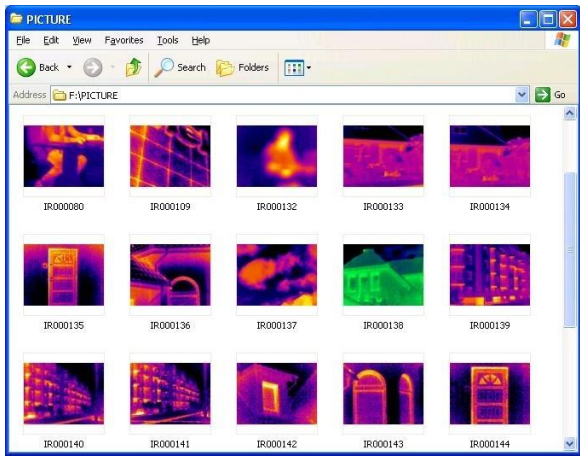 PICTURE
File Edit View Favorites Tools Help
Back Search Folders
Address F:\PICTURE Go
IR000080 IR000109 IR000132 IR000133 IR000134
IR000135 IR000136 IR000137 IR000138 IR000139
IR000140 IR000141 IR000142 IR000143 IR000144